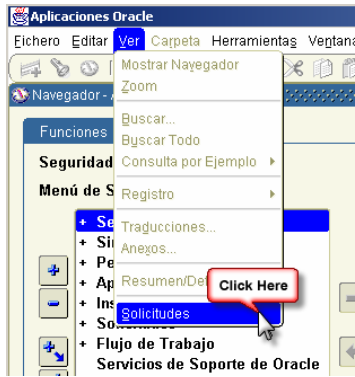 Aplicaciones Oracle
Fichero Editar Ver Carpeta Herramientas Ventana
Mostrar Navegador
Zoom
Navegador -
Buscar...
Funciones
Buscar Todo
Seguridad
Consulta por Ejemplo
Menú de S
Registro
+ Se
Traducciones...
+ Si
Anexos...
+ Pe
+ Ap
Resumen/Det
Click Here
+ Ins
Solicitudes
+ Flujo de Trabajo
Servicios de Soporte de Oracle